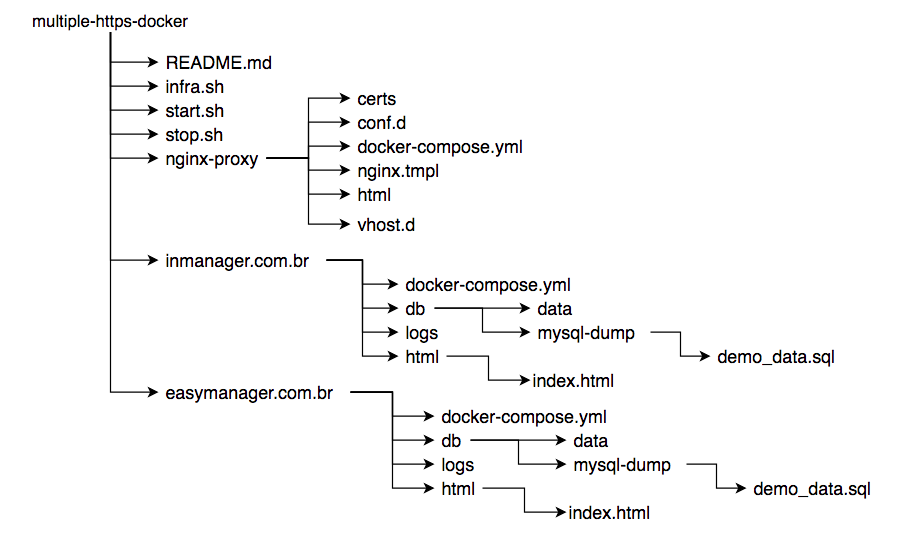 multiple-https-docker
README.md
infra.sh
start.sh
stop.sh
nginx-proxy
certs
conf.d
docker-compose.yml
nginx.tmpl
html
vhost.d
inmanager.com.br
docker-compose.yml
db
data
logs
mysql-dump
html
demo_data.sql
index.html
easymanager.com.br
docker-compose.yml
db
data
logs
mysql-dump
html
demo_data.sql
index.html